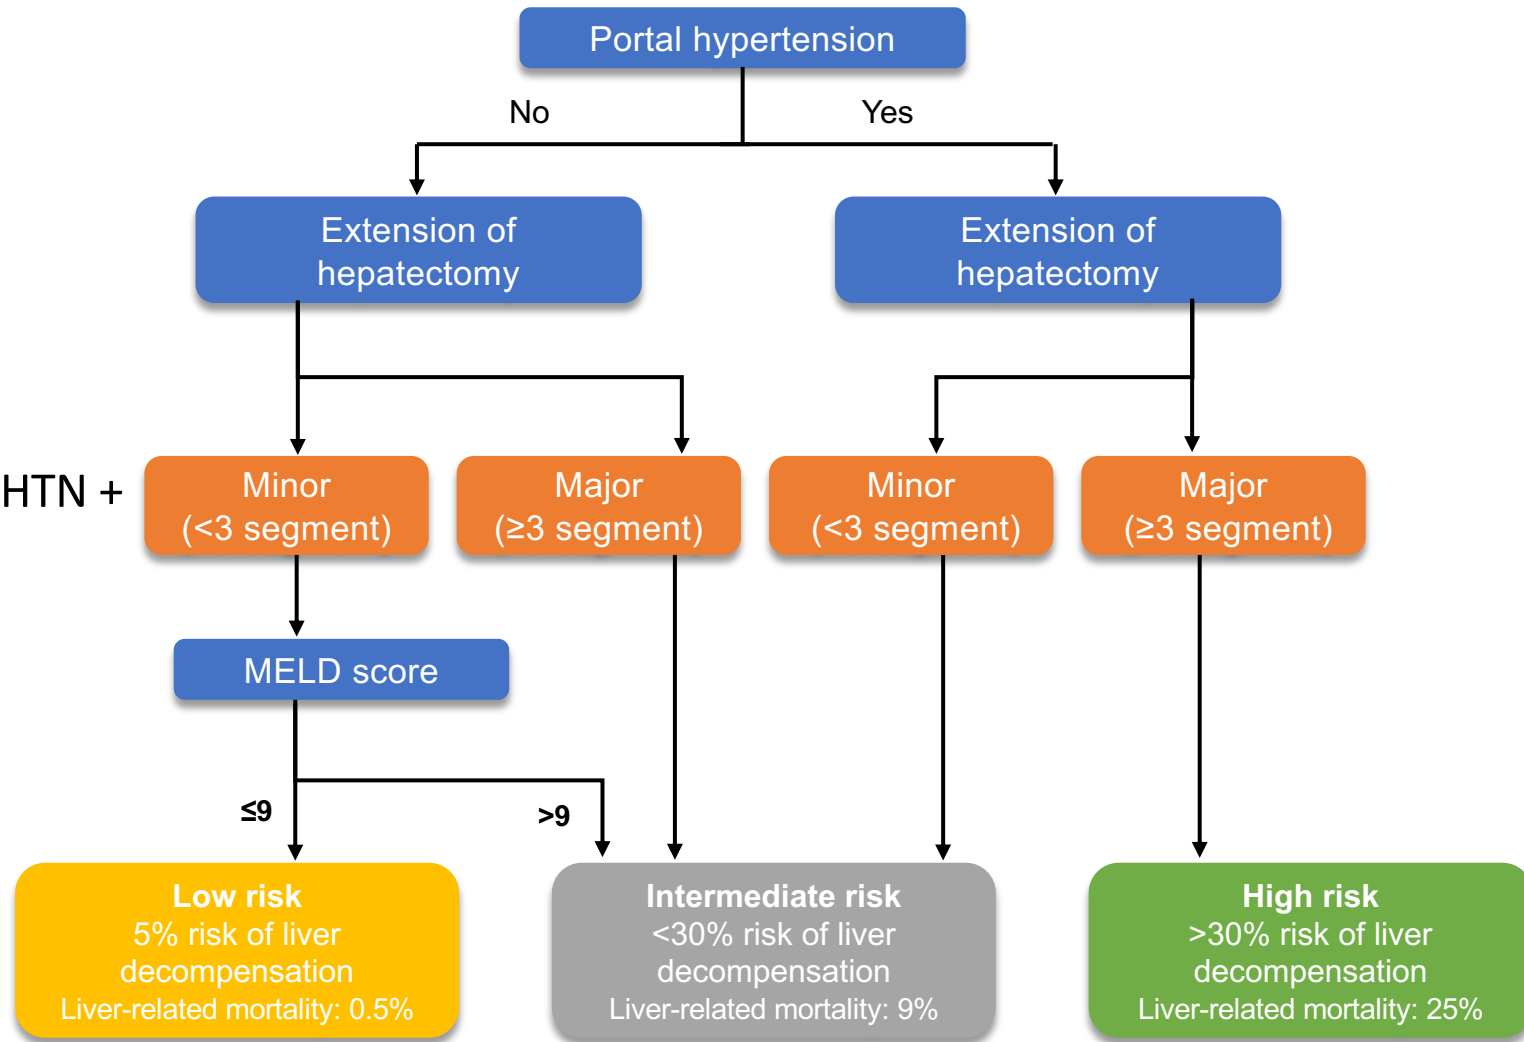 Portal hypertension
No
Yes
Extension of
hepatectomy
Extension of
hepatectomy
HTN +
Minor
(<3 segment)
Major
(≥3 segment)
Minor
(<3 segment)
Major
(≥3 segment)
MELD score
≤9
>9
Low risk
5% risk of liver
decompensation
Liver-related mortality: 0.5%
Intermediate risk
<30% risk of liver
decompensation
Liver-related mortality: 9%
High risk
>30% risk of liver
decompensation
Liver-related mortality: 25%